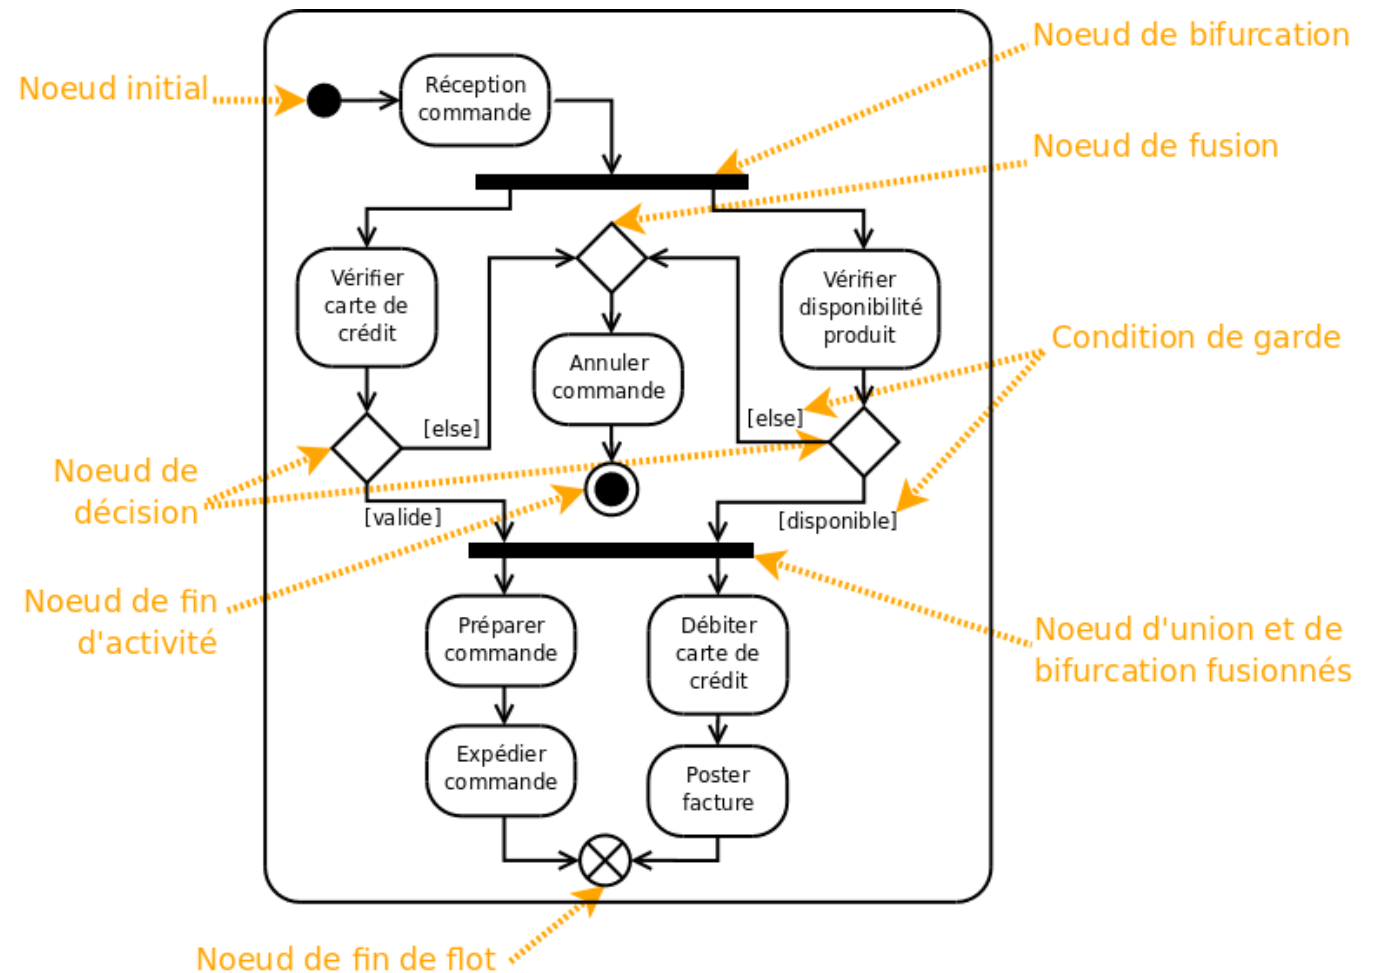 Noeud de bifurcation
Noeud initial
Réception
commande
Noeud de fusion
Vérifier
carte de
crédit
Vérifier
disponibilité
produit
Annuler
commande
Condition de garde
[else]
[else]
Noeud de
décision
[valide]
[disponible]
Noeud de fin
d'activité
Préparer
commande
Débiter
carte de
crédit
Noeud d'union et de
bifurcation fusionnés
Expédier
commande
Poster
facture
Noeud de fin de flot